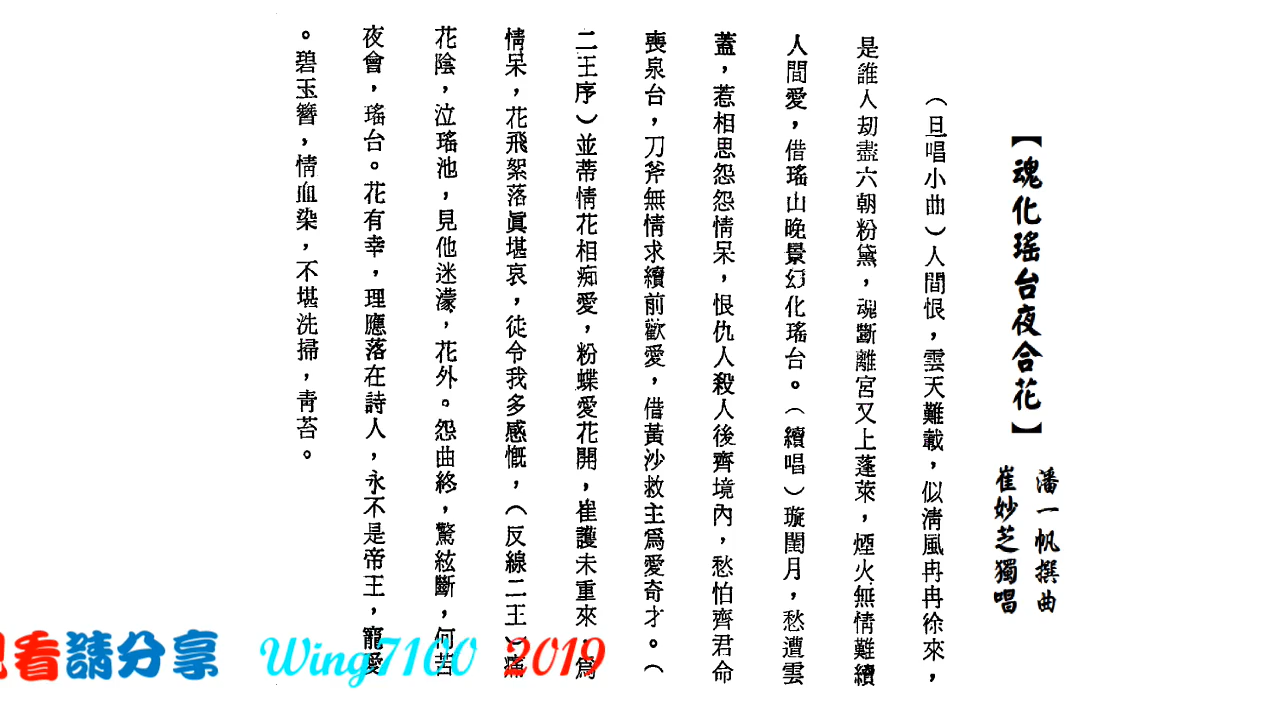 【魂化瑤台夜合花】
潘一帆撰曲
崔妙芝獨唱
（旦唱小曲）人間恨，雲天難載，似清風冉冉徐來，
是誰人刧盡六朝粉黛，魂斷離宮又上蓬萊，煙火無情難續
人間愛，借瑤山晚景幻化瑤台。（續唱）璇閨月，愁遭雲
蓋，惹相思怨怨情呆，恨仇人殺人後齊境內，愁怕齊君命
喪泉台，刀斧無情求續前歡愛，借黃沙救主爲愛奇才。（
二王序）並蒂情花相痴愛，粉蝶愛花開，崔護未重來，爲
情呆，花飛絮落眞堪哀，徒令我多感慨，（反線二王）痛
花陰，泣瑤池，見他迷濛，花外。怨曲終，驚絃斷，何苦
夜會，瑤台。花有幸，理應落在詩人，永不是帝王，寵愛
。碧玉簪，情血染，不堪洗掃，青苔。
看請分享 Wing7100 2019